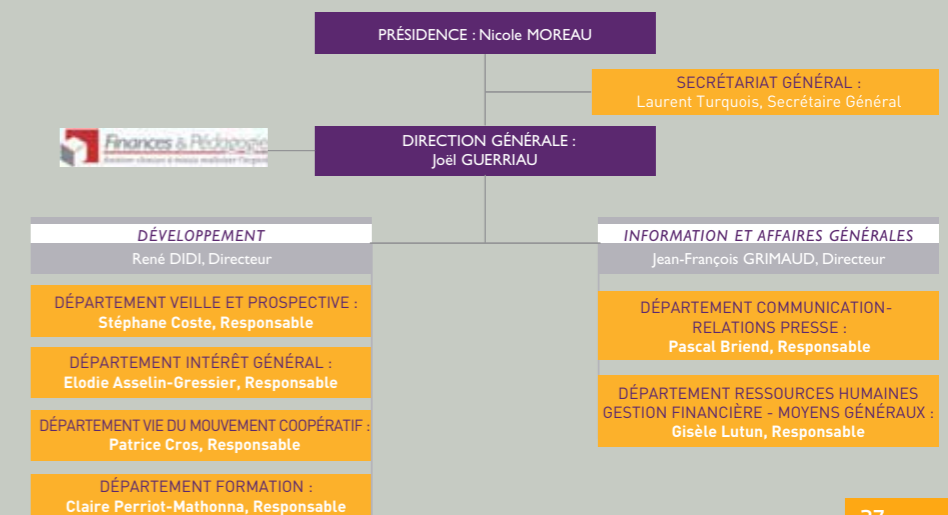 PRÉSIDENCE : Nicole MOREAU
SECRÉTARIAT GÉNÉRAL :
Laurent Turquois, Secrétaire Général
Finances & Pédagogie
DIRECTION GÉNÉRALE :
Joël GUERRIAU
DÉVELOPPEMENT
René DIDI, Directeur
DÉPARTEMENT VEILLE ET PROSPECTIVE :
Stéphane Coste, Responsable
DÉPARTEMENT INTÉRÊT GÉNÉRAL :
Elodie Asselin-Gressier, Responsable
DÉPARTEMENT VIE DU MOUVEMENT COOPÉRATIF :
Patrice Cros, Responsable
DÉPARTEMENT FORMATION :
Claire Perriot-Mathonna, Responsable
INFORMATION ET AFFAIRES GÉNÉRALES
Jean-François GRIMAUD, Directeur
DÉPARTEMENT COMMUNICATION-
RELATIONS PRESSE :
Pascal Briend, Responsable
DÉPARTEMENT RESSOURCES HUMAINES
GESTION FINANCIÈRE - MOYENS GÉNÉRAUX :
Gisèle Lutun, Responsable